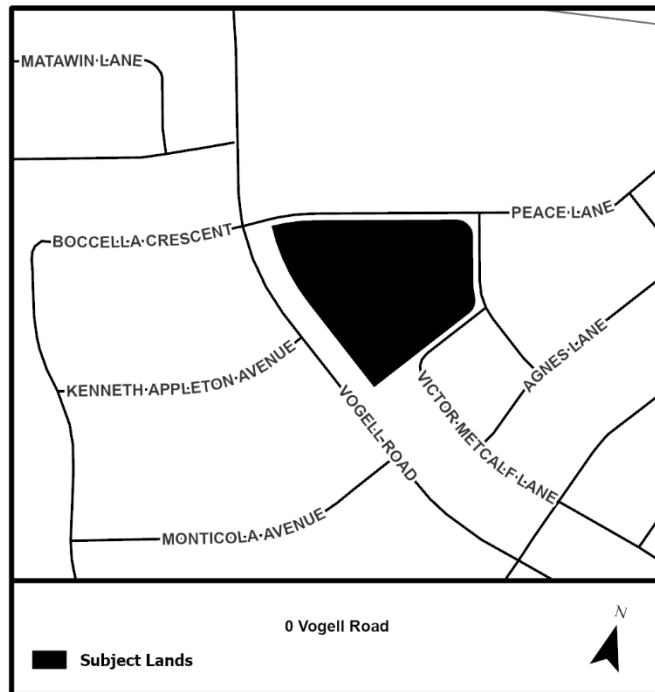 MATAWIN LANE
PEACE LANE
BOCCELLA CRESCENT
KENNETH APPLETON AVENUE
VOGELL ROAD
VICTOR METCALF LANE
AGNES LANE
MONTICOLA AVENUE
0 Vogell Road
N
Subject Lands